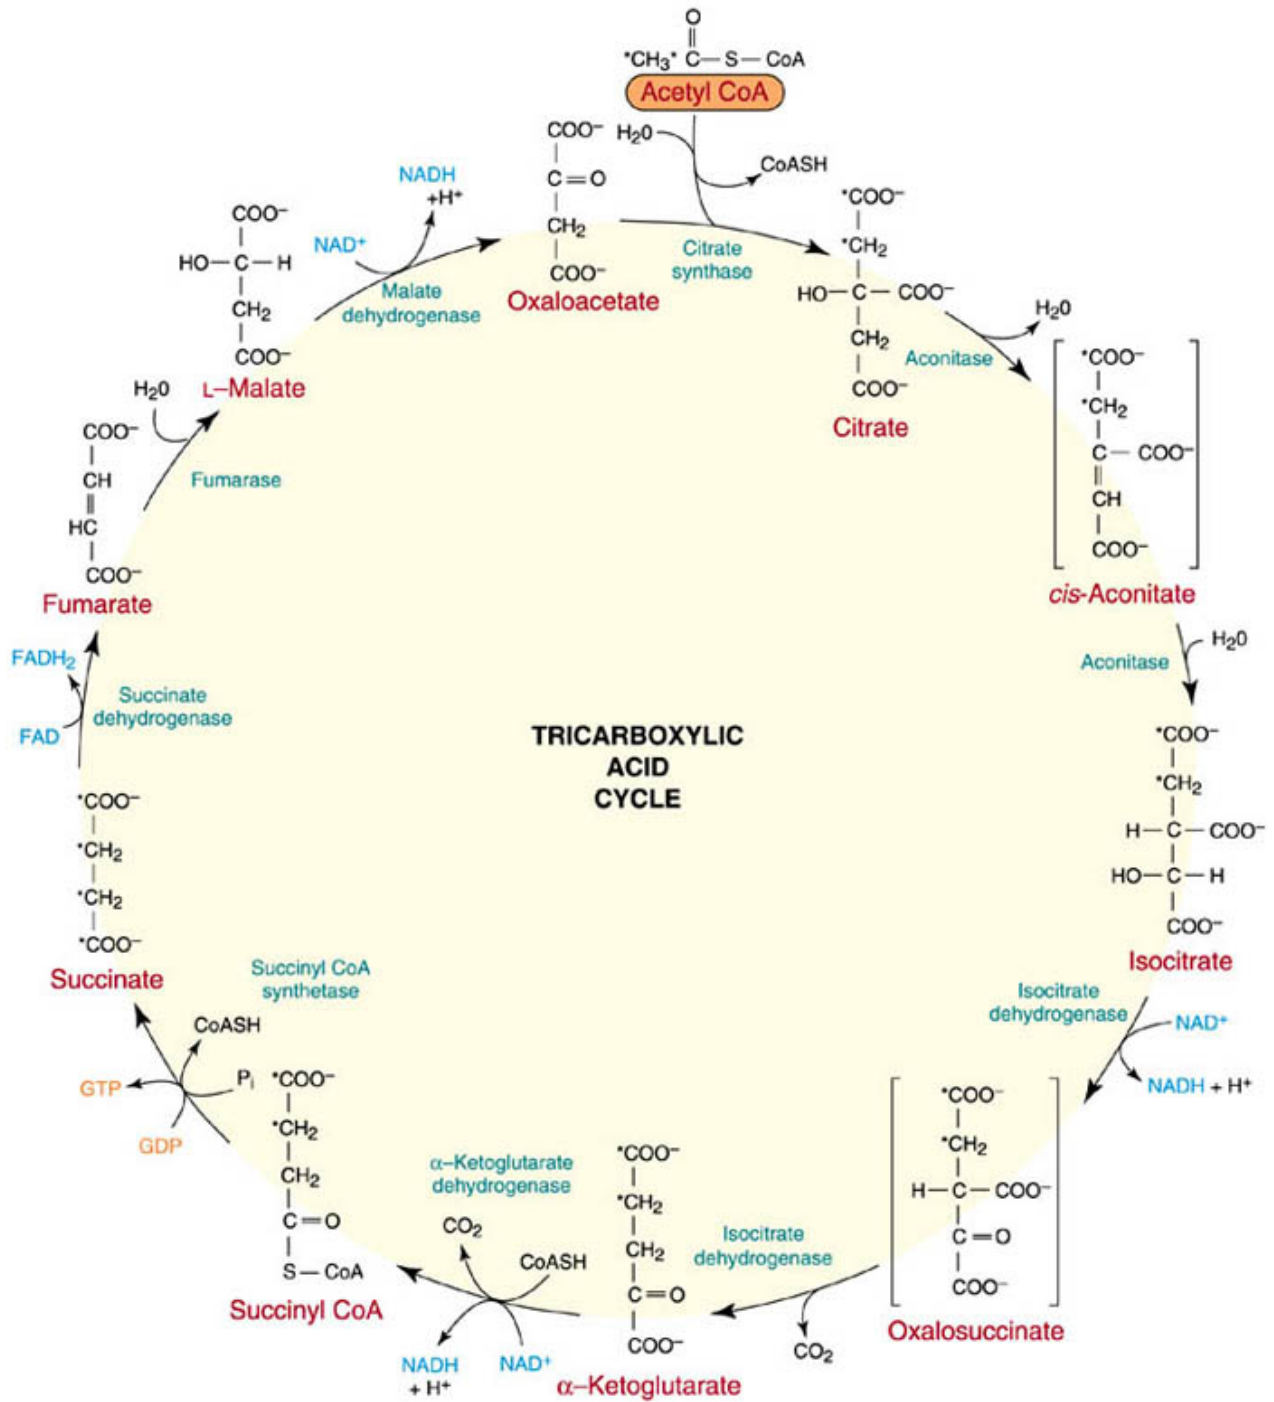 O
*CH3* C—S—CoA
Acetyl CoA
H20
CoASH
COO–
C=O
CH2
COO–
Oxaloacetate
Citrate
synthase
*COO–
*CH2
HO—C—COO–
CH2
COO–
Citrate
Aconitase
H20
*COO–
*CH2
C—COO–
CH
COO–
cis-Aconitate
Aconitase
H20
*COO–
*CH2
H—C—COO–
HO—C—H
COO–
Isocitrate
Isocitrate
dehydrogenase
NAD+
NADH + H+
*COO–
*CH2
H—C—COO–
C=O
COO–
Oxalosuccinate
Isocitrate
dehydrogenase
CO2
*COO–
*CH2
CH2
C=O
COO–
α–Ketoglutarate
α–Ketoglutarate
dehydrogenase
CO2
CoASH
NAD+
NADH
+ H+
*COO–
*CH2
CH2
C=O
S—CoA
Succinyl CoA
Succinyl CoA
synthetase
CoASH
Pi
GTP
GDP
*COO–
*CH2
*CH2
*COO–
Succinate
Succinate
dehydrogenase
FADH2
FAD
COO–
CH
HC
COO–
Fumarate
Fumarase
H20
COO–
HO—C—H
CH2
COO–
L–Malate
Malate
dehydrogenase
NAD+
NADH
+H+
TRICARBOXYLIC
ACID
CYCLE